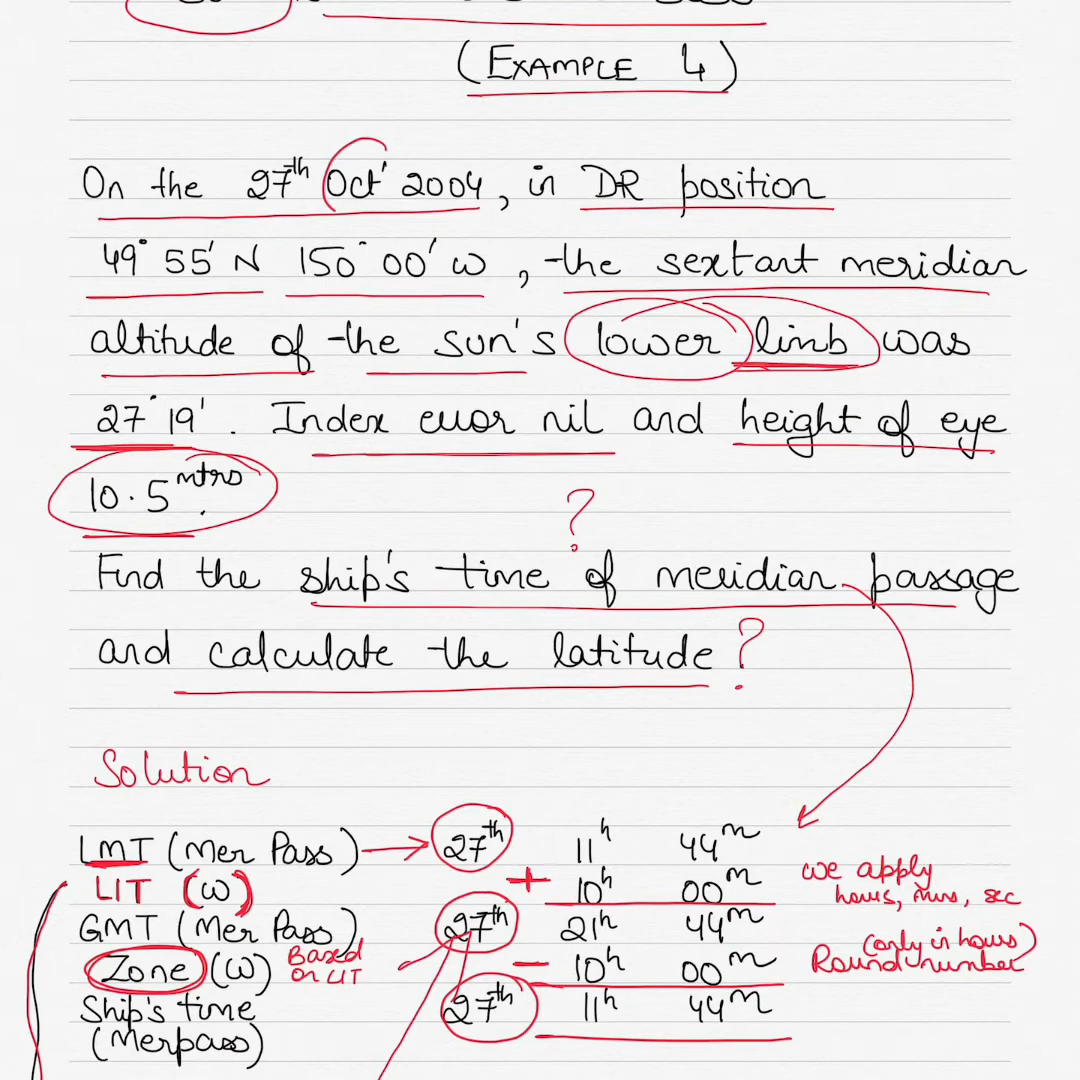 (EXAMPLE 4)
On the 27th Oct' 2004, in DR position
49° 55' N 150° 00' W, the sextant meridian
altitude of the sun's lower limb was
27° 19'. Index error nil and height of eye
10.5 mtrs.
?
Find the ship's time of meridian passage
and calculate the latitude ?
Solution
LMT (Mer Pass) → 27th 11h 44m
LIT (W) + 10h 00m we apply hours, mins, sec
GMT (Mer Pass) 27th 21h 44m
Zone (W) Based on LIT - 10h 00m (only in hours) Round number
Ship's time 27th 11h 44m
(Merpass)